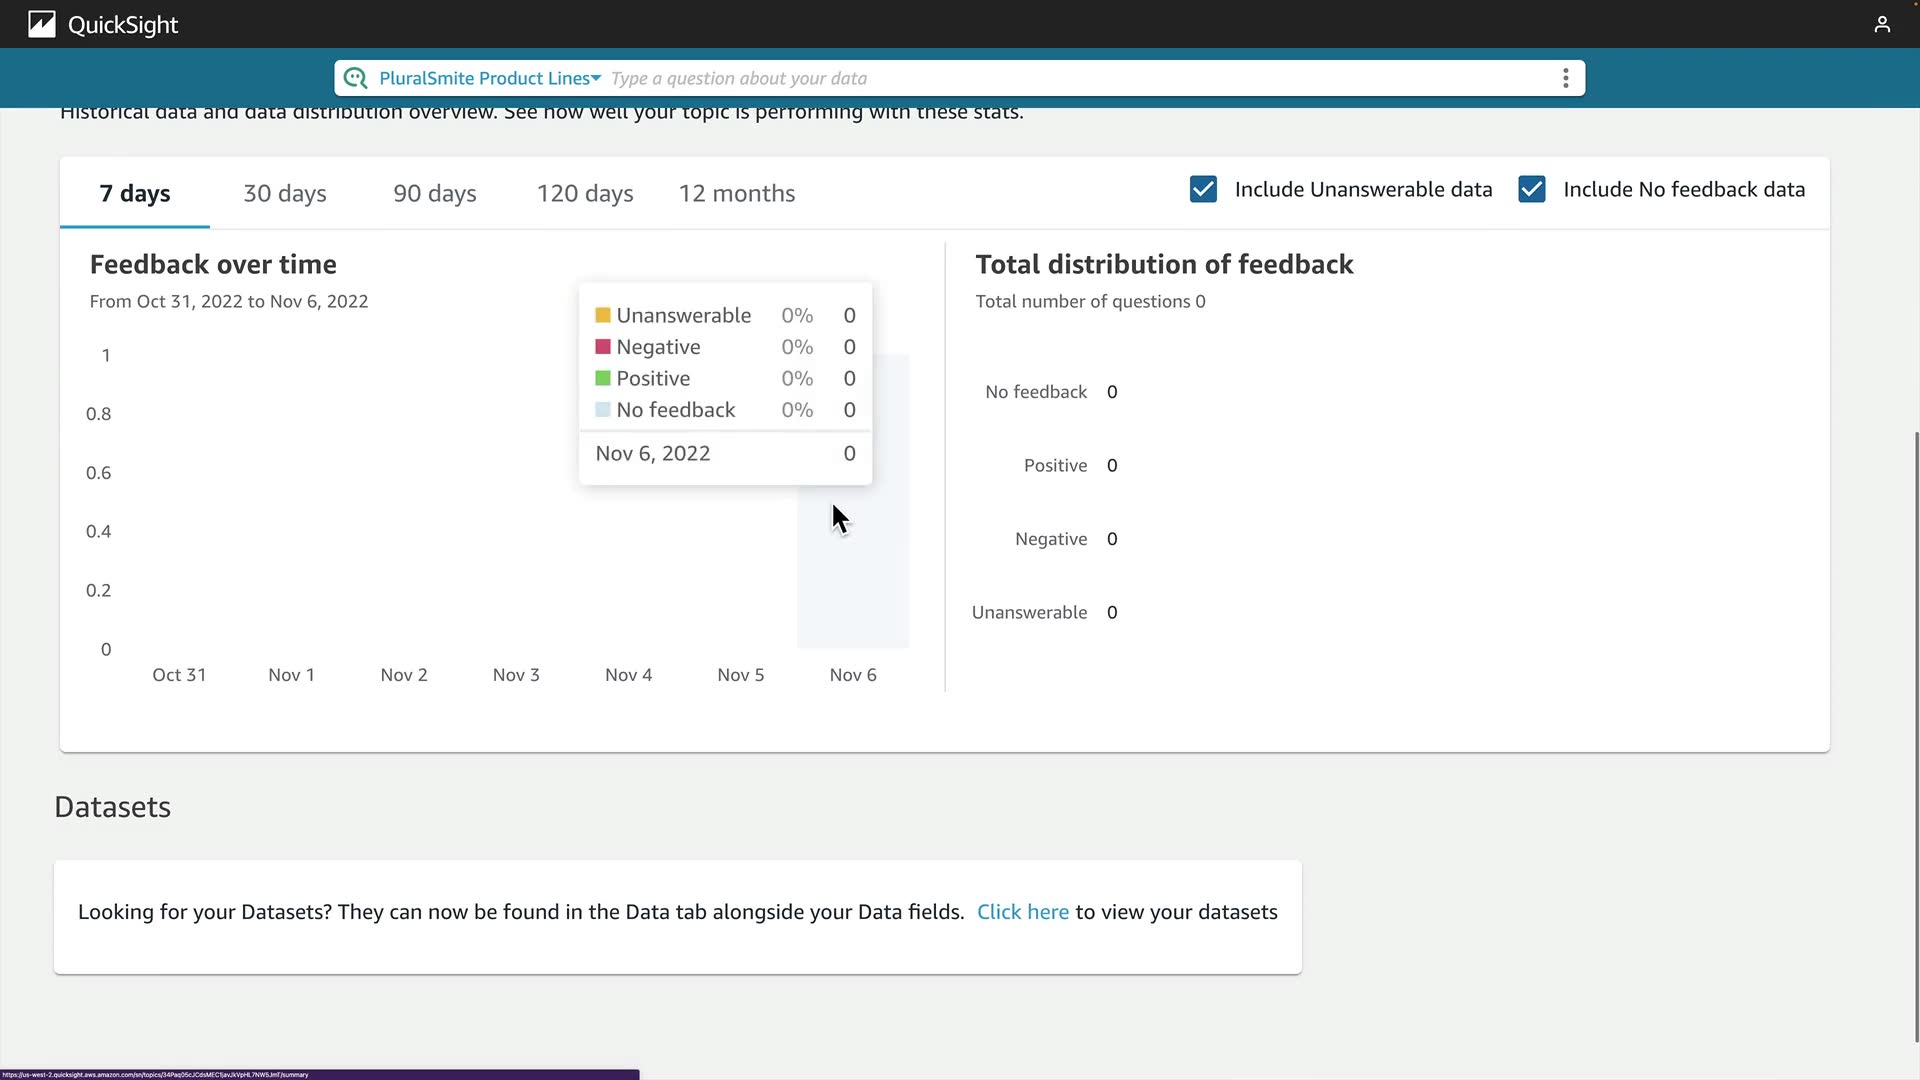 QuickSight
PluralSmite Product Lines Type a question about your data
Historical data and data distribution overview. See how well your topic is performing with these stats.
7 days 30 days 90 days 120 days 12 months Include Unanswerable data Include No feedback data
Feedback over time
From Oct 31, 2022 to Nov 6, 2022
Unanswerable 0% 0
Negative 0% 0
Positive 0% 0
No feedback 0% 0
Nov 6, 2022 0
1
0.8
0.6
0.4
0.2
0
Oct 31 Nov 1 Nov 2 Nov 3 Nov 4 Nov 5 Nov 6
Total distribution of feedback
Total number of questions 0
No feedback 0
Positive 0
Negative 0
Unanswerable 0
Datasets
Looking for your Datasets? They can now be found in the Data tab alongside your Data fields. Click here to view your datasets